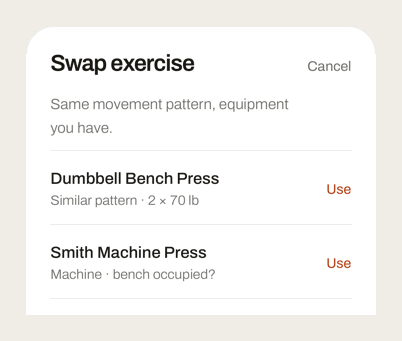 Swap exercise
Cancel
Same movement pattern, equipment
you have.
Dumbbell Bench Press
Similar pattern · 2 × 70 lb
Use
Smith Machine Press
Machine · bench occupied?
Use